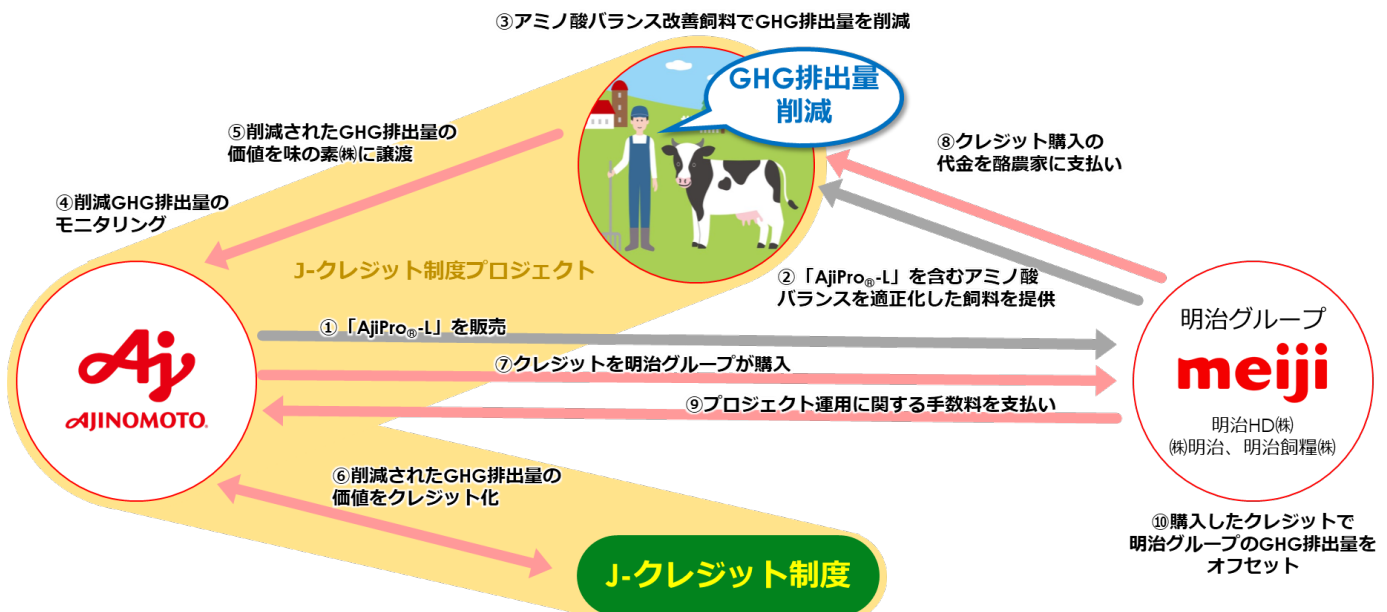 ③アミノ酸バランス改善飼料でGHG排出量を削減
GHG排出量
削減
⑤削減されたGHG排出量の
価値を味の素㈱に譲渡
⑧クレジット購入の
代金を酪農家に支払い
④削減GHG排出量の
モニタリング
J-クレジット制度プロジェクト
②「AjiPro®-L」を含むアミノ酸
バランスを適正化した飼料を提供
①「AjiPro®-L」を販売
⑦クレジットを明治グループが購入
⑨プロジェクト運用に関する手数料を支払い
Aj
AJINOMOTO.
明治グループ
meiji
明治HD㈱
㈱明治、明治飼糧㈱
⑥削減されたGHG排出量の
価値をクレジット化
J-クレジット制度
⑩購入したクレジットで
明治グループのGHG排出量を
オフセット